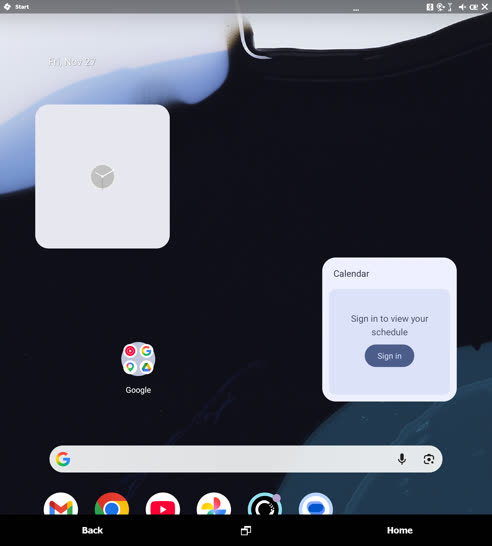 Start
...
Fri, Nov 27
Calendar
Sign in to view your
schedule
Sign in
Google
Back
Home